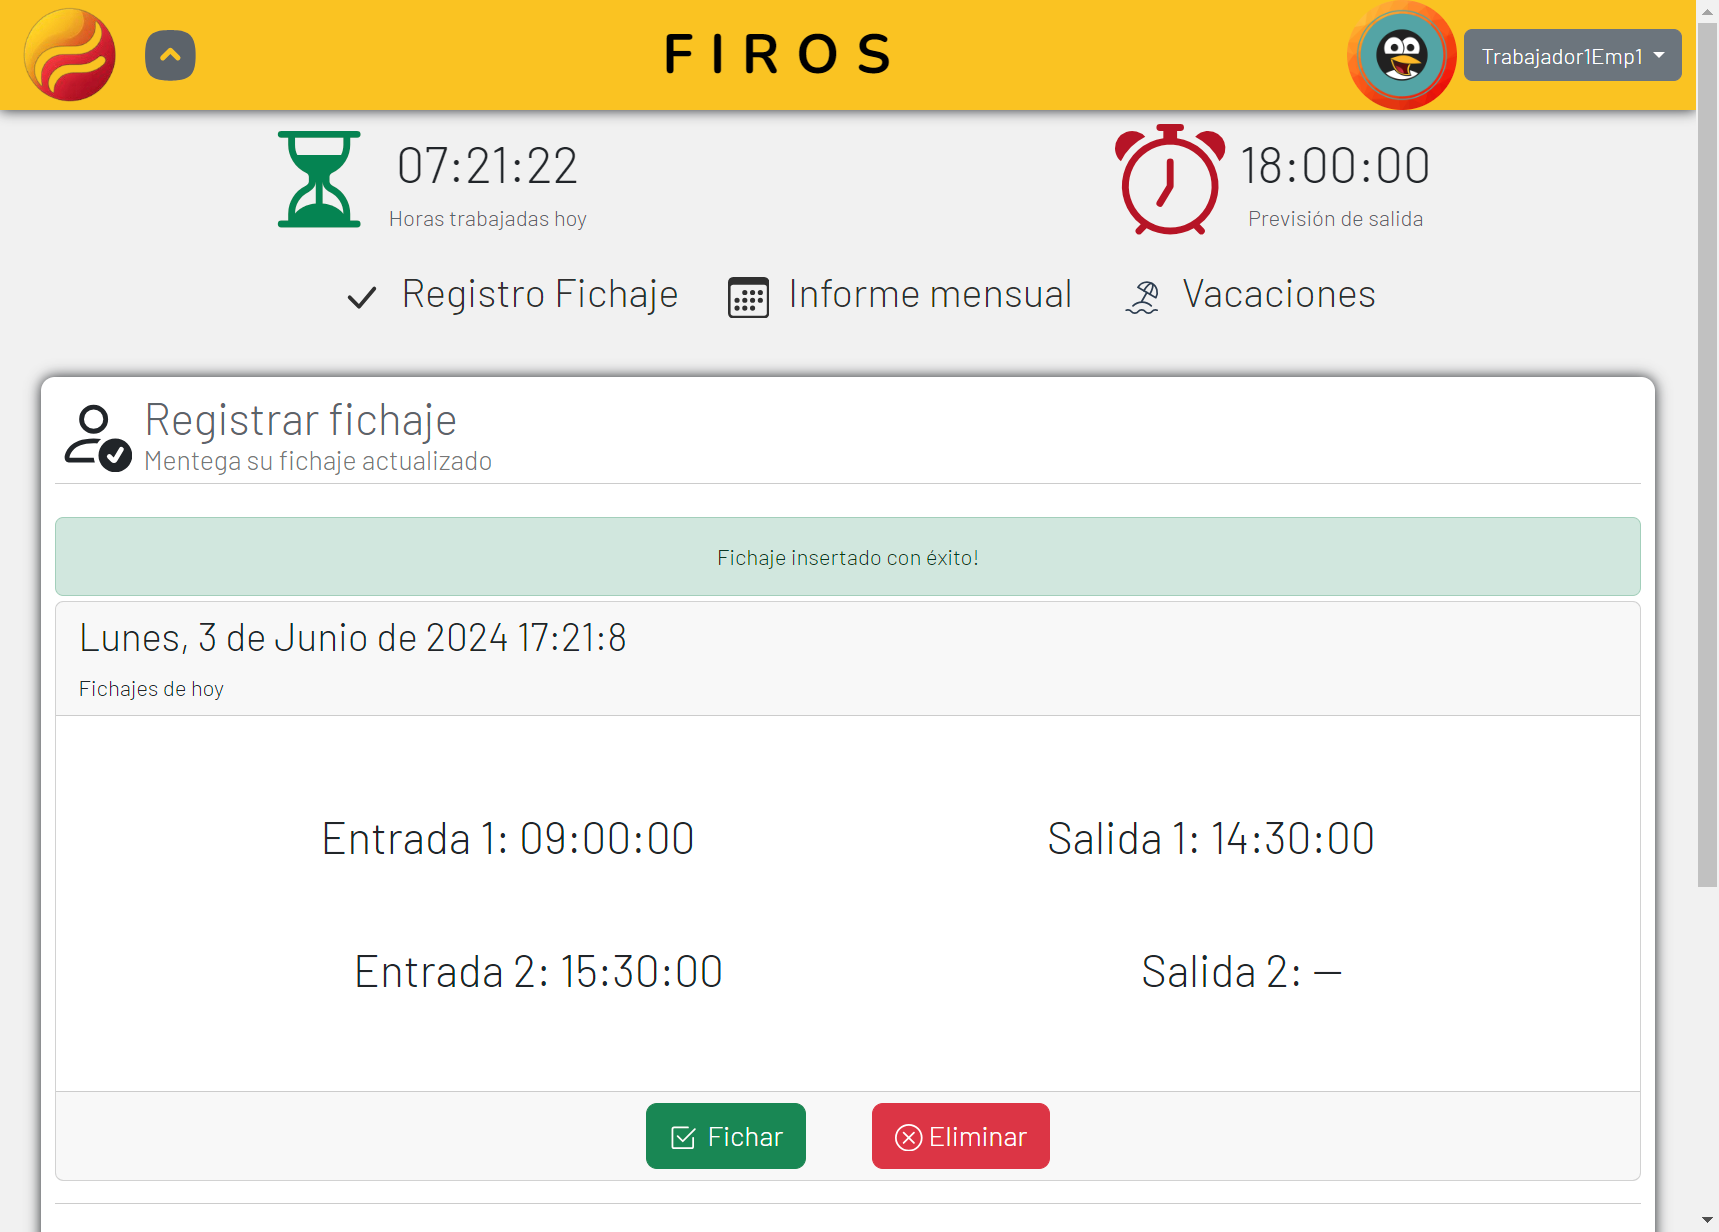 FIROS
Trabajador1Emp1
07:21:22
Horas trabajadas hoy
18:00:00
Previsión de salida
Registro Fichaje
Informe mensual
Vacaciones
Registrar fichaje
Mentega su fichaje actualizado
Fichaje insertado con éxito!
Lunes, 3 de Junio de 2024 17:21:8
Fichajes de hoy
Entrada 1: 09:00:00
Salida 1: 14:30:00
Entrada 2: 15:30:00
Salida 2: —
Fichar
Eliminar